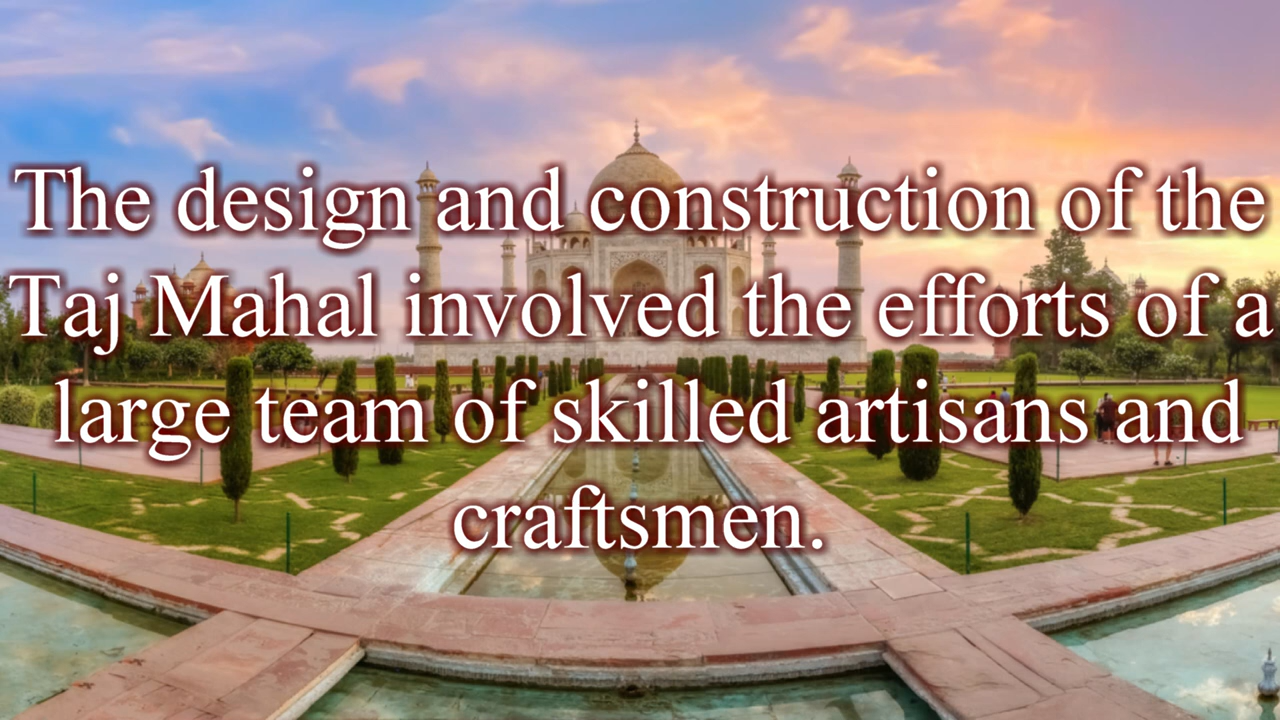 The design and construction of the
Taj Mahal involved the efforts of a
large team of skilled artisans and
craftsmen.